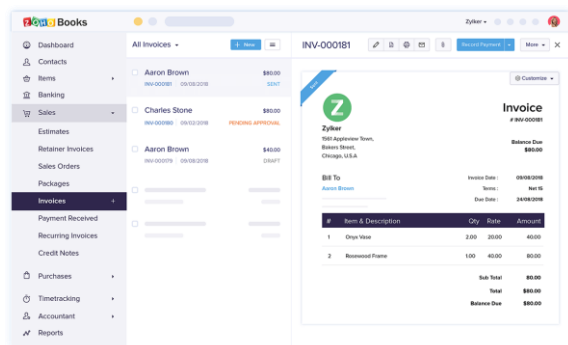 ZOHO Books
Zylker
Dashboard
Contacts
Items
Banking
Sales
Estimates
Retainer Invoices
Sales Orders
Packages
Invoices +
Payment Received
Recurring Invoices
Credit Notes
Purchases
Timetracking
Accountant
Reports
All Invoices
+ New
Aaron Brown $80.00
INV-000181 09/08/2018 SENT
Charles Stone $80.00
INV-000180 09/02/2018 PENDING APPROVAL
Aaron Brown $40.00
INV-000079 09/08/2018 DRAFT
INV-000181
$
Record Payment
More
Customize
Sent
Z
Zylker
1561 Appleview Town,
Bakers Street,
Chicago, U.S.A
Invoice
# INV-000181
Balance Due
$80.00
Bill To
Aaron Brown
Invoice Date : 09/08/2018
Terms : Net 15
Due Date : 24/08/2018
# Item & Description Qty Rate Amount
1 Onyx Vase 2.00 20.00 40.00
2 Rosewood Frame 1.00 40.00 80.00
Sub Total 80.00
Total $80.00
Balance Due $80.00